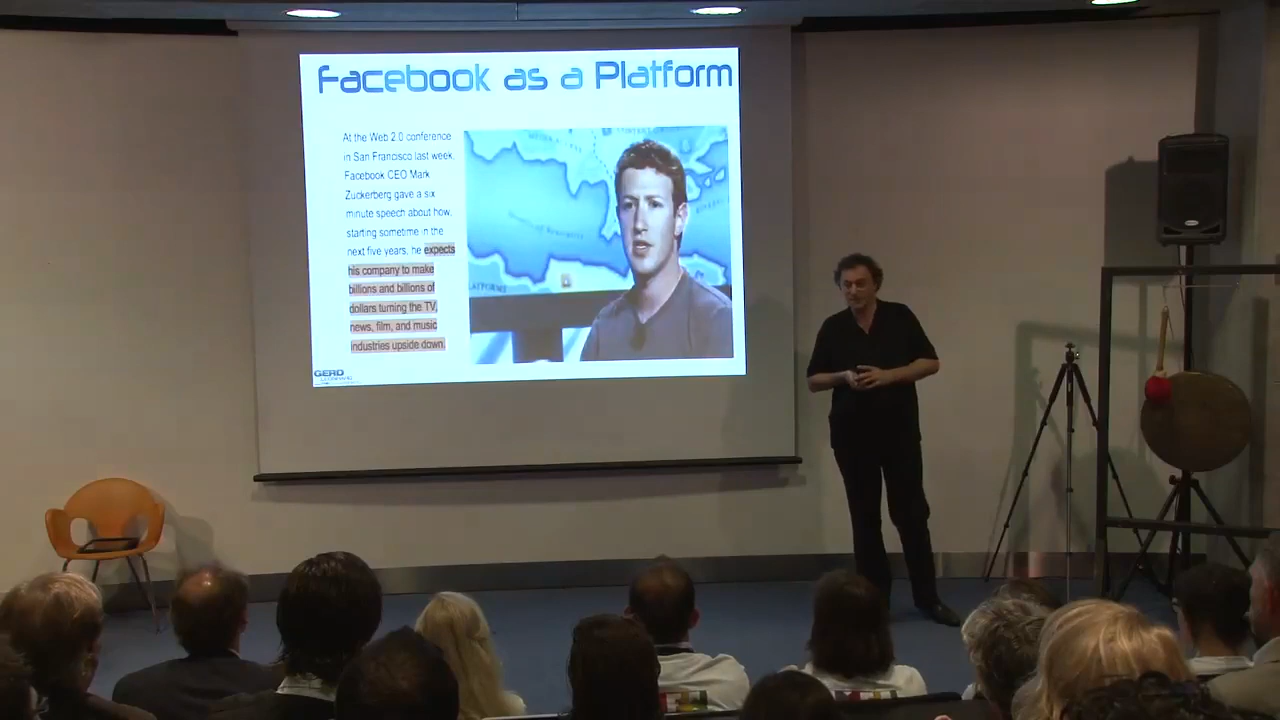 Facebook as a Platform
At the Web 2.0 conference
in San Francisco last week,
Facebook CEO Mark
Zuckerberg gave a six
minute speech about how,
starting sometime in the
next five years, he expects
his company to make
billions and billions of
dollars turning the TV,
news, film, and music
industries upside down.
GERD